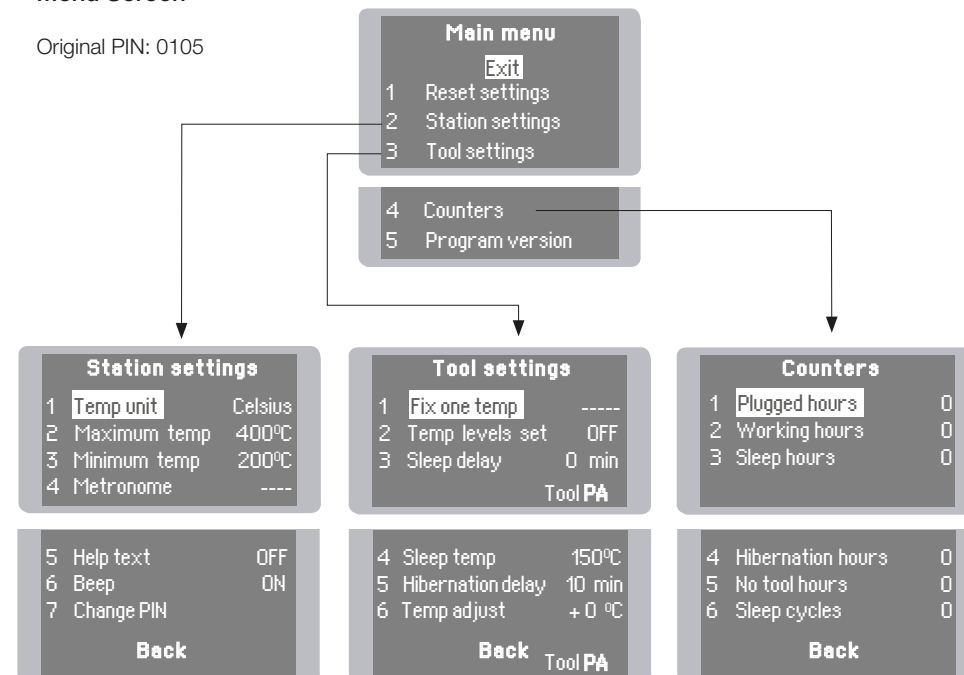 Original PIN: 0105
Main menu
Exit
1 Reset settings
2 Station settings
3 Tool settings
4 Counters
5 Program version
Station settings
1 Temp unit Celsius
2 Maximum temp 400ºC
3 Minimum temp 200ºC
4 Metronome ----
5 Help text OFF
6 Beep ON
7 Change PIN
Back
Tool settings
1 Fix one temp -----
2 Temp levels set OFF
3 Sleep delay 0 min
Tool PA
4 Sleep temp 150ºC
5 Hibernation delay 10 min
6 Temp adjust +0 ºC
Back
Tool PA
Counters
1 Plugged hours 0
2 Working hours 0
3 Sleep hours 0
4 Hibernation hours 0
5 No tool hours 0
6 Sleep cycles 0
Back